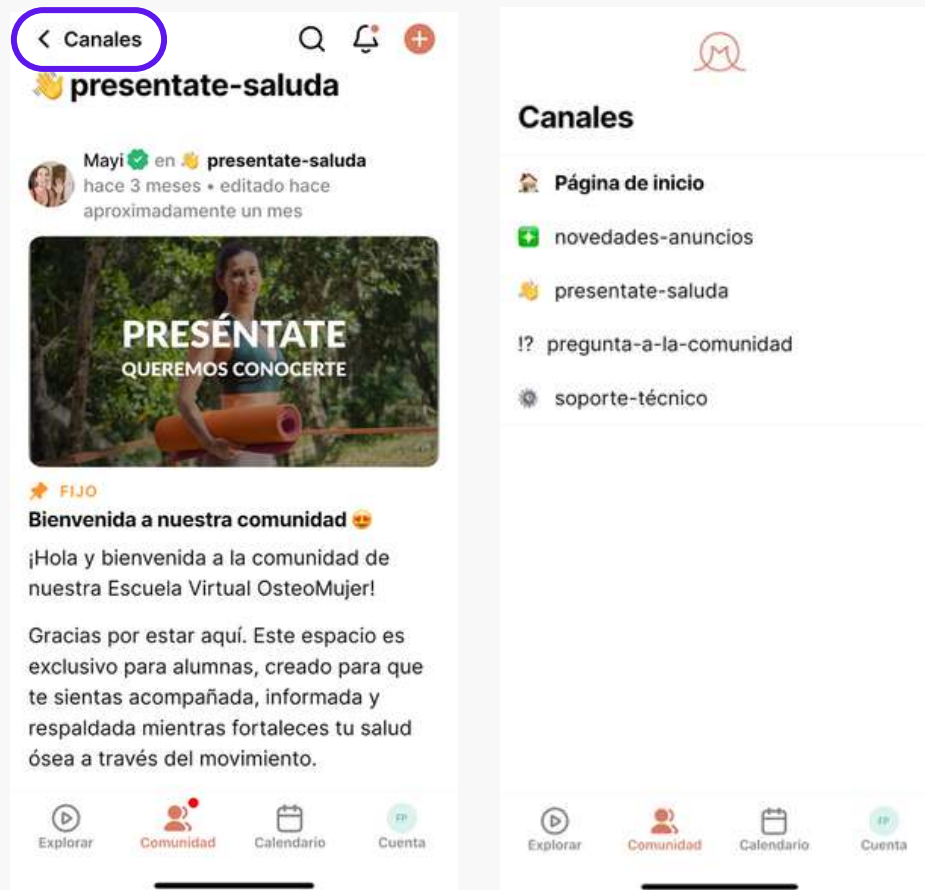 Canales
👋 presentate-saluda
Mayi en 👋 presentate-saluda
hace 3 meses • editado hace
aproximadamente un mes
PRESÉNTATE
QUEREMOS CONOCERTE
📌 FIJO
Bienvenida a nuestra comunidad 😍
¡Hola y bienvenida a la comunidad de
nuestra Escuela Virtual OsteoMujer!
Gracias por estar aquí. Este espacio es
exclusivo para alumnas, creado para que
te sientas acompañada, informada y
respaldada mientras fortaleces tu salud
ósea a través del movimiento.
Explorar Comunidad Calendario FP Cuenta
Canales
🏠 Página de inicio
novedades-anuncios
👋 presentate-saluda
!? pregunta-a-la-comunidad
⚙️ soporte-técnico
Explorar Comunidad Calendario FP Cuenta